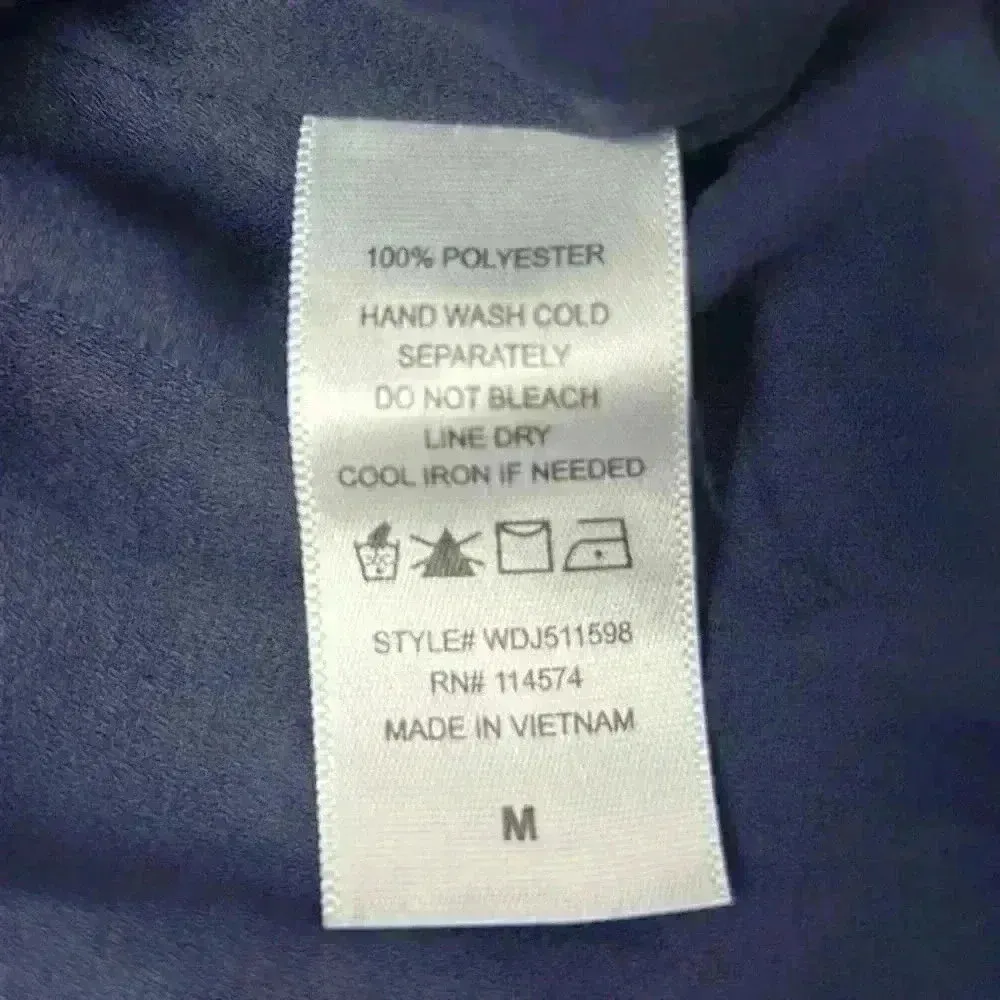 100% POLYESTER
HAND WASH COLD
SEPARATELY
DO NOT BLEACH
LINE DRY
COOL IRON IF NEEDED
STYLE# WDJ511598
RN# 114574
MADE IN VIETNAM
M